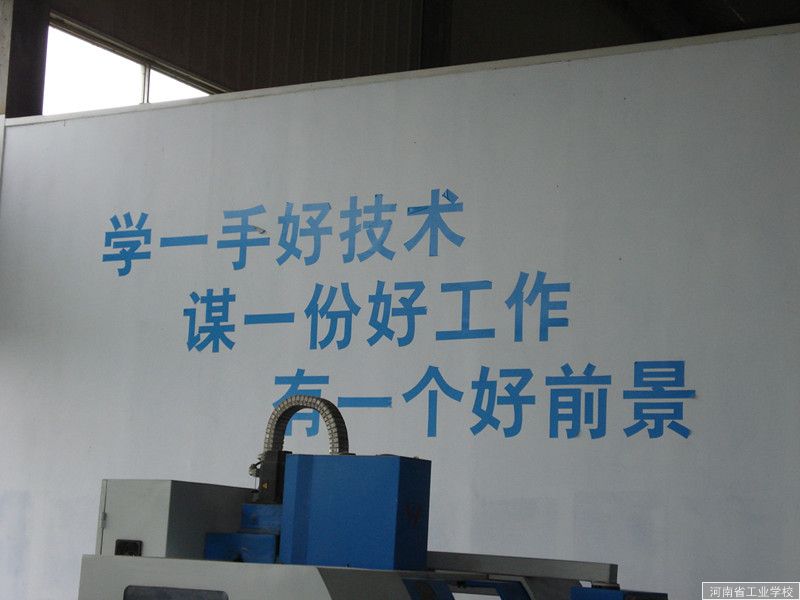 学一手好技术
谋一份好工作
有一个好前景
河南省工业学校